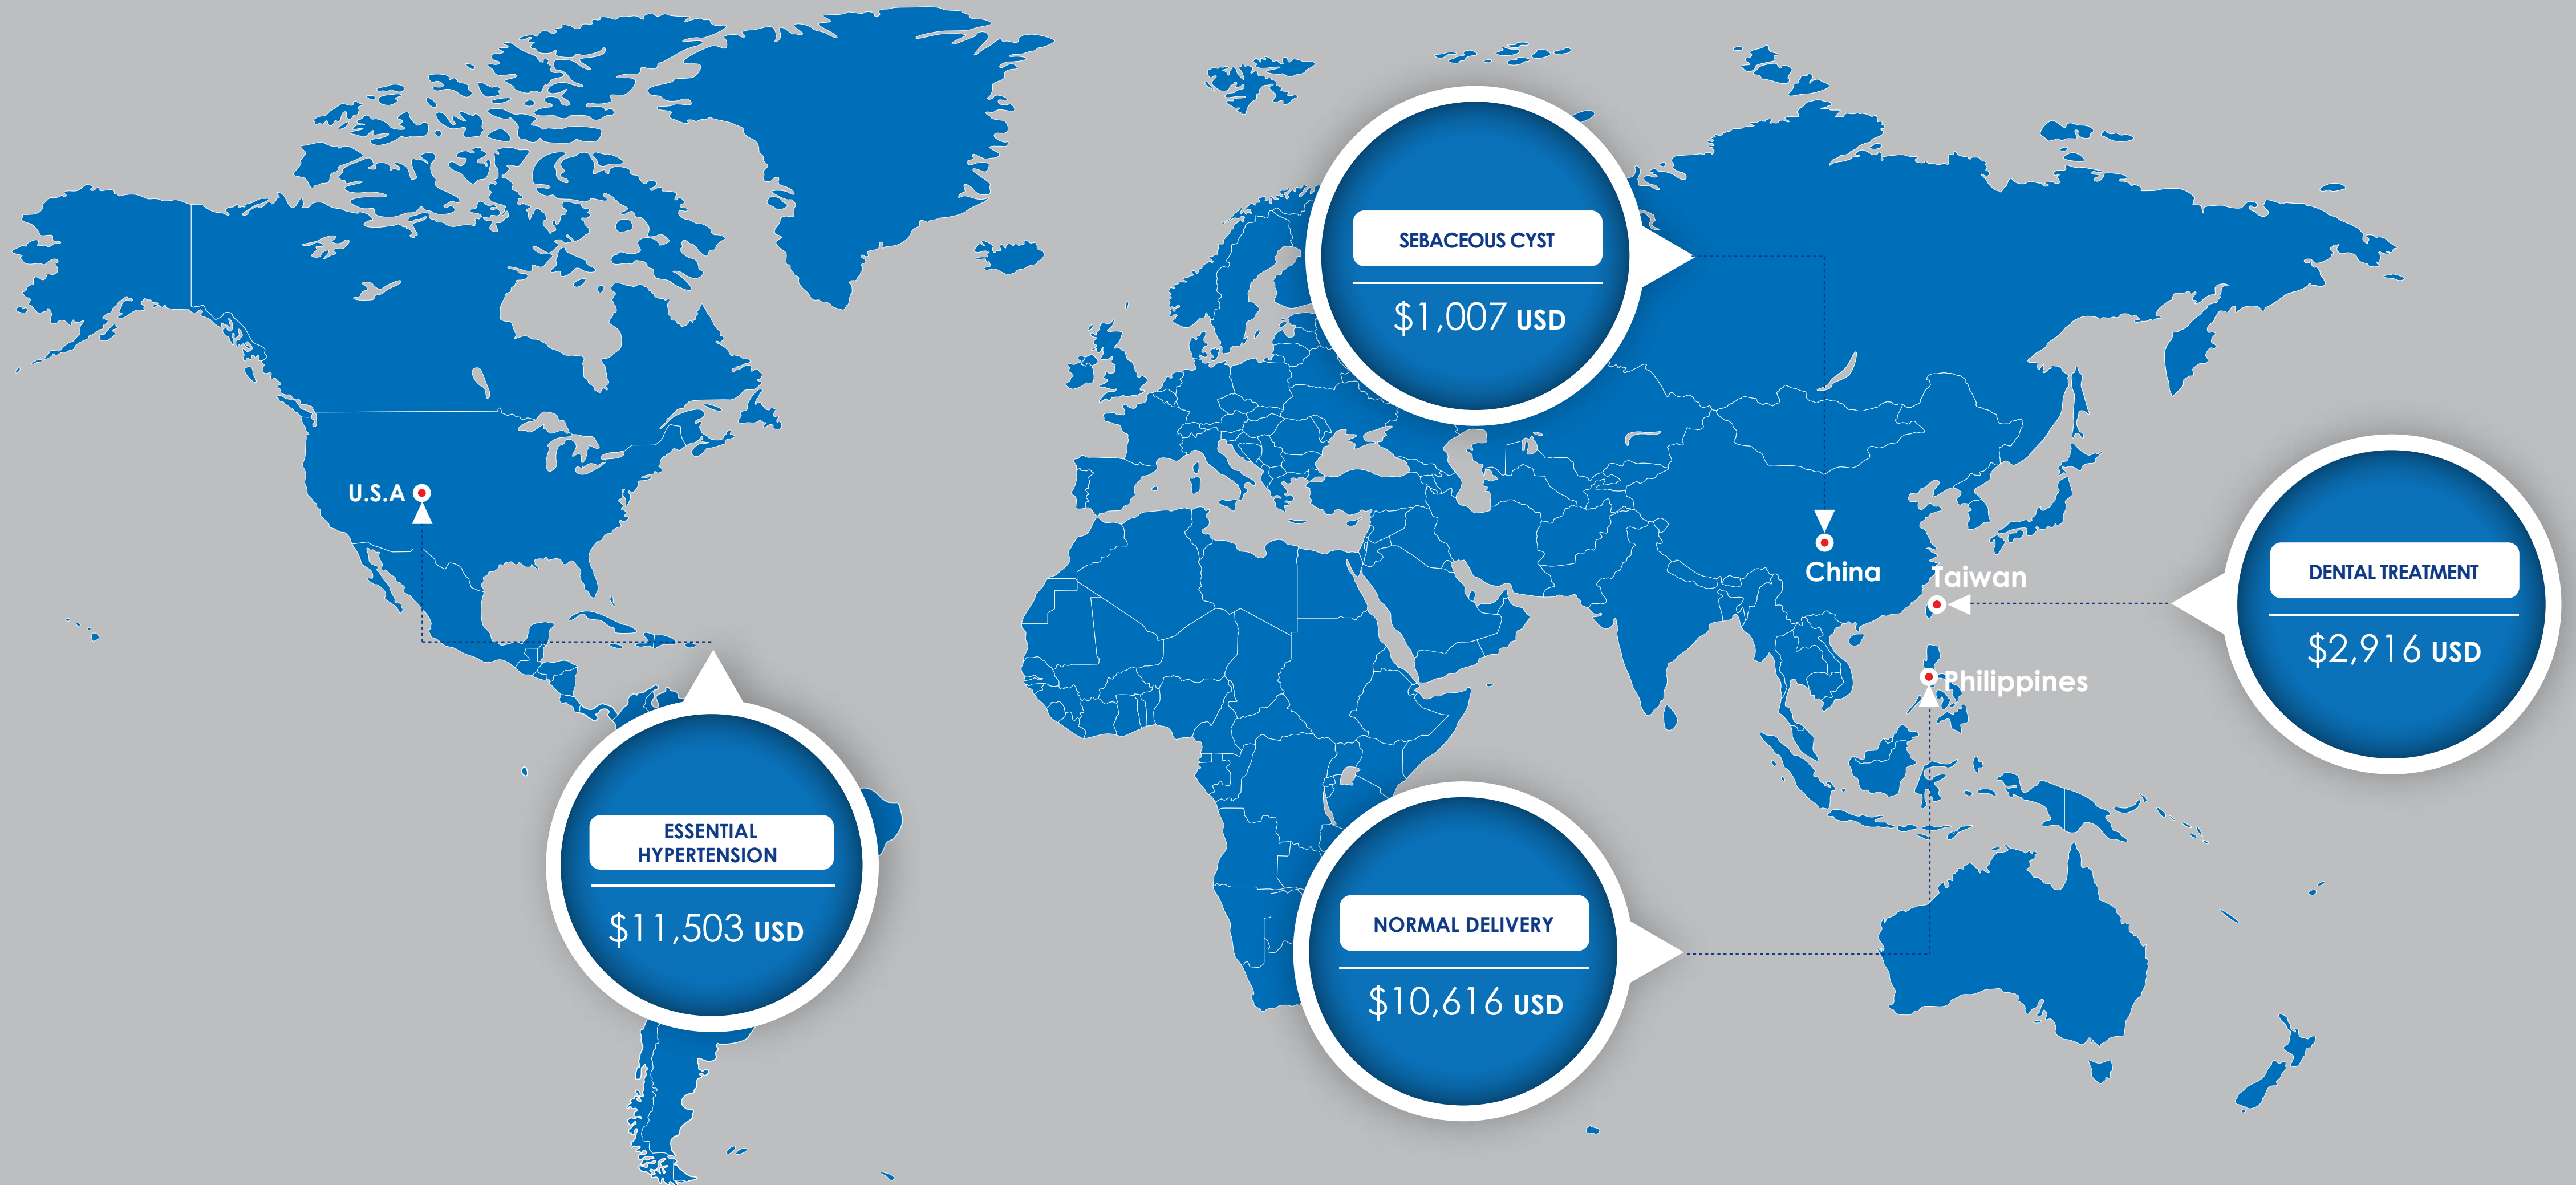 SEBACEOUS CYST
$1,007 USD
U.S.A
China
Taiwan
DENTAL TREATMENT
$2,916 USD
Philippines
ESSENTIAL
HYPERTENSION
$11,503 USD
NORMAL DELIVERY
$10,616 USD